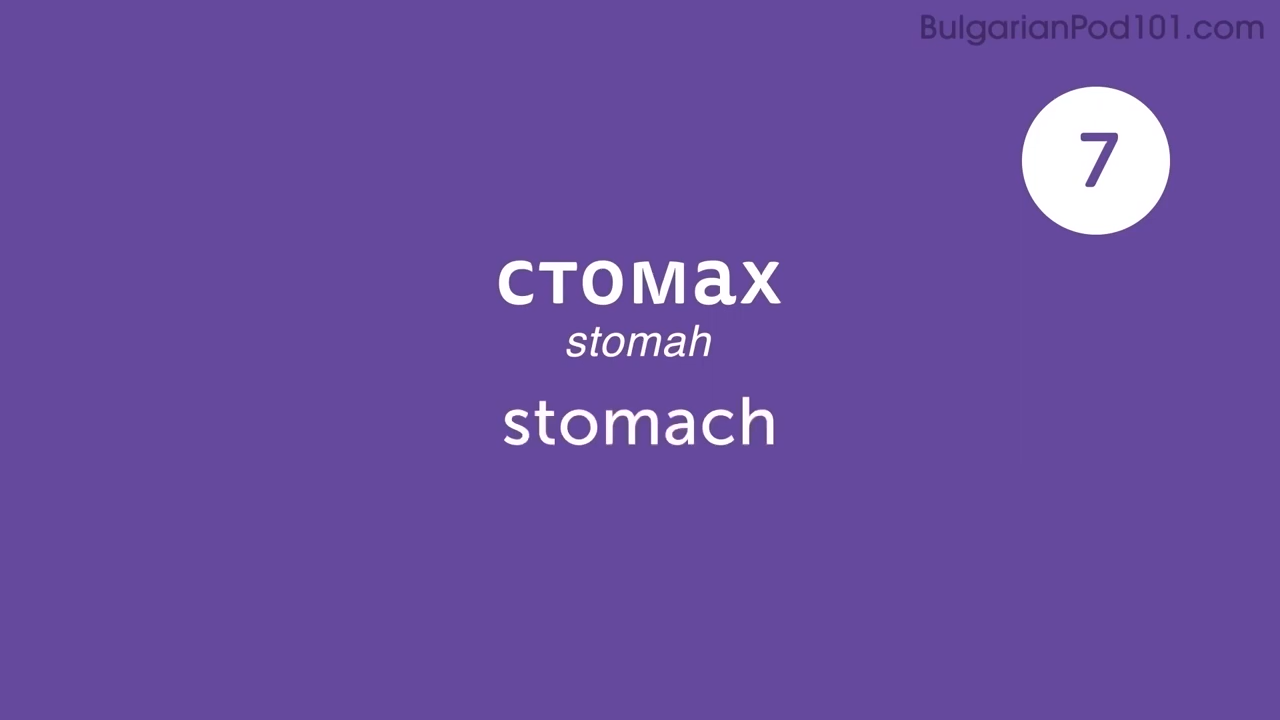 BulgarianPod101.com
7
стомах
stomah
stomach